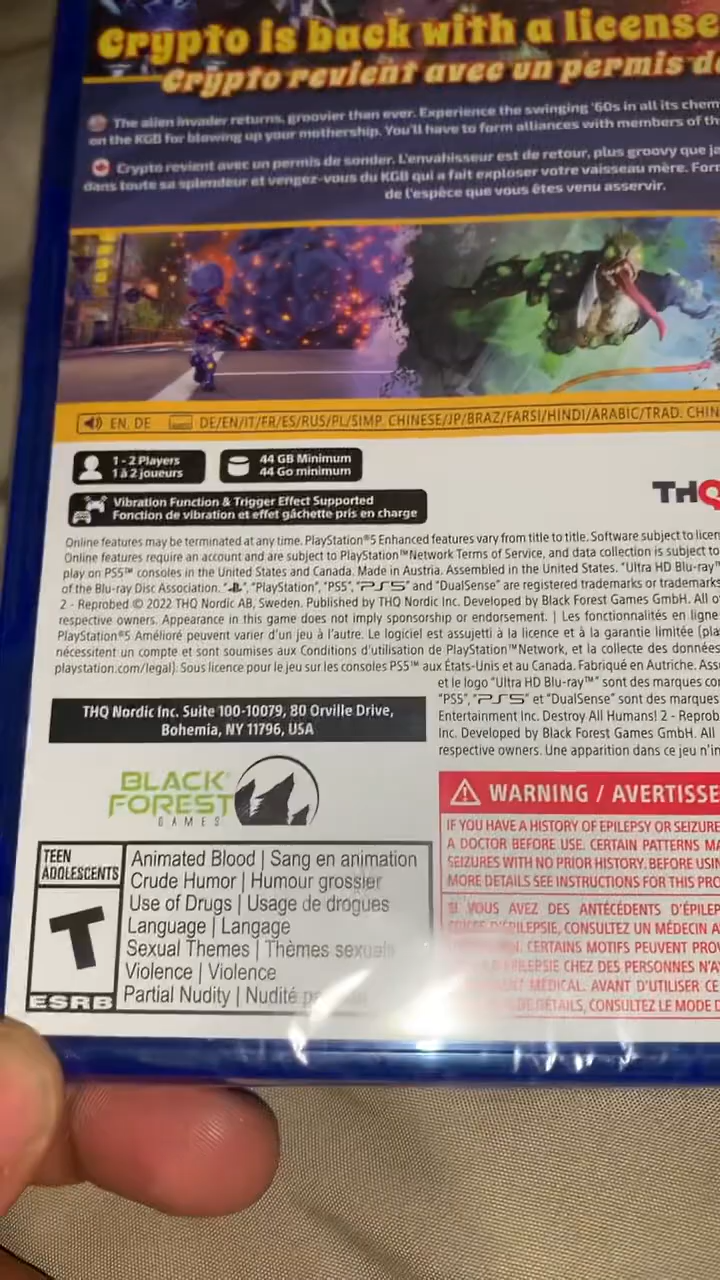 Crypto is back with a license
Crypto revient avec un permis d
The alien invader returns, groovier than ever. Experience the swinging '60s in all its chem
on the KGB for blowing up your mothership. You'll have to form alliances with members of th
Crypto revient avec un permis de sonder. L'envahisseur est de retour, plus groovy que ja
dans toute sa splendeur et vengez-vous du KGB qui a fait exploser votre vaisseau mère. For
de l'espèce que vous êtes venu asservir.
EN, DE DE/EN/IT/FR/ES/RUS/PL/SIMP. CHINESE/JP/BRAZ/FARSI/HINDI/ARABIC/TRAD. CHIN
1 - 2 Players
1 à 2 joueurs
44 GB Minimum
44 Go minimum
THQ
Vibration Function & Trigger Effect Supported
Fonction de vibration et effet gâchette pris en charge
Online features may be terminated at any time. PlayStation®5 Enhanced features vary from title to title. Software subject to licen
Online features require an account and are subject to PlayStation™Network Terms of Service, and data collection is subject to
play on PS5™ consoles in the United States and Canada. Made in Austria. Assembled in the United States. "Ultra HD Blu-ray™
of the Blu-ray Disc Association. "PlayStation", "PS5", "PS5" and "DualSense" are registered trademarks or trademarks
2 - Reprobed © 2022 THQ Nordic AB, Sweden. Published by THQ Nordic Inc. Developed by Black Forest Games GmbH. All o
respective owners. Appearance in this game does not imply sponsorship or endorsement. | Les fonctionnalités en ligne
PlayStation®5 Amélioré peuvent varier d'un jeu à l'autre. Le logiciel est assujetti à la licence et à la garantie limitée (pla
nécessitent un compte et sont soumises aux Conditions d'utilisation de PlayStation™Network, et la collecte des données
playstation.com/legal). Sous licence pour le jeu sur les consoles PS5™ aux États-Unis et au Canada. Fabriqué en Autriche. Ass
et le logo "Ultra HD Blu-ray™" sont des marques co
"PS5", "PS5" et "DualSense" sont des marques
Entertainment Inc. Destroy All Humans! 2 - Reprob
Inc. Developed by Black Forest Games GmbH. All
respective owners. Une apparition dans ce jeu n'i
THQ Nordic Inc. Suite 100-10079, 80 Orville Drive,
Bohemia, NY 11796, USA
BLACK
FOREST
GAMES
WARNING / AVERTISSE
IF YOU HAVE A HISTORY OF EPILEPSY OR SEIZURE
A DOCTOR BEFORE USE. CERTAIN PATTERNS MA
SEIZURES WITH NO PRIOR HISTORY. BEFORE USIN
MORE DETAILS SEE INSTRUCTIONS FOR THIS PRO
SI VOUS AVEZ DES ANTÉCÉDENTS D'ÉPILEP
D'ÉPILEPSIE, CONSULTEZ UN MÉDECIN A
CERTAINS MOTIFS PEUVENT PROV
ÉPILEPSIE CHEZ DES PERSONNES N'A
MÉDICAL. AVANT D'UTILISER CE
DE DÉTAILS, CONSULTEZ LE MODE D
TEEN
ADOLESCENTS
T
ESRB
Animated Blood | Sang en animation
Crude Humor | Humour grossier
Use of Drugs | Usage de drogues
Language | Langage
Sexual Themes | Thèmes sexuels
Violence | Violence
Partial Nudity | Nudité